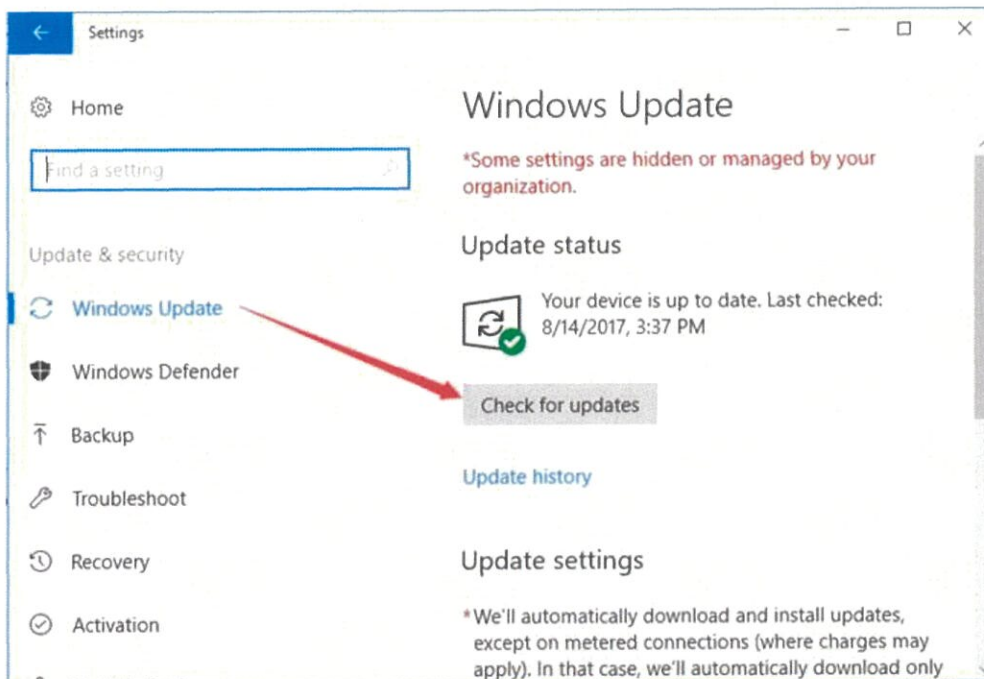 Settings
Home
Find a setting
Update & security
Windows Update
Windows Defender
Backup
Troubleshoot
Recovery
Activation
Windows Update
*Some settings are hidden or managed by your
organization.
Update status
Your device is up to date. Last checked:
8/14/2017, 3:37 PM
Check for updates
Update history
Update settings
*We'll automatically download and install updates,
except on metered connections (where charges may
apply). In that case, we'll automatically download only